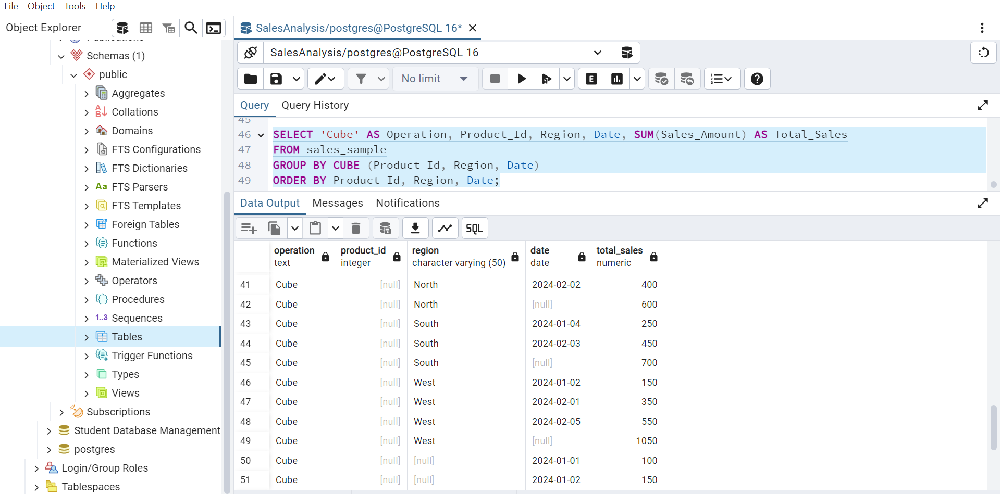 File Object Tools Help
Object Explorer
SalesAnalysis/postgres@PostgreSQL 16*
Publications
Schemas (1)
public
Aggregates
Collations
Domains
FTS Configurations
FTS Dictionaries
Aa FTS Parsers
FTS Templates
Foreign Tables
Functions
Materialized Views
Operators
Procedures
1..3 Sequences
Tables
Trigger Functions
Types
Views
Subscriptions
Student Database Management
postgres
Login/Group Roles
Tablespaces
SalesAnalysis/postgres@PostgreSQL 16
No limit E
Query Query History
45
46 SELECT 'Cube' AS Operation, Product_Id, Region, Date, SUM(Sales_Amount) AS Total_Sales
47 FROM sales_sample
48 GROUP BY CUBE (Product_Id, Region, Date)
49 ORDER BY Product_Id, Region, Date;
Data Output Messages Notifications
SQL
operation product_id region date total_sales
text integer character varying (50) date numeric
41 Cube [null] North 2024-02-02 400
42 Cube [null] North [null] 600
43 Cube [null] South 2024-01-04 250
44 Cube [null] South 2024-02-03 450
45 Cube [null] South [null] 700
46 Cube [null] West 2024-01-02 150
47 Cube [null] West 2024-02-01 350
48 Cube [null] West 2024-02-05 550
49 Cube [null] West [null] 1050
50 Cube [null] [null] 2024-01-01 100
51 Cube [null] [null] 2024-01-02 150